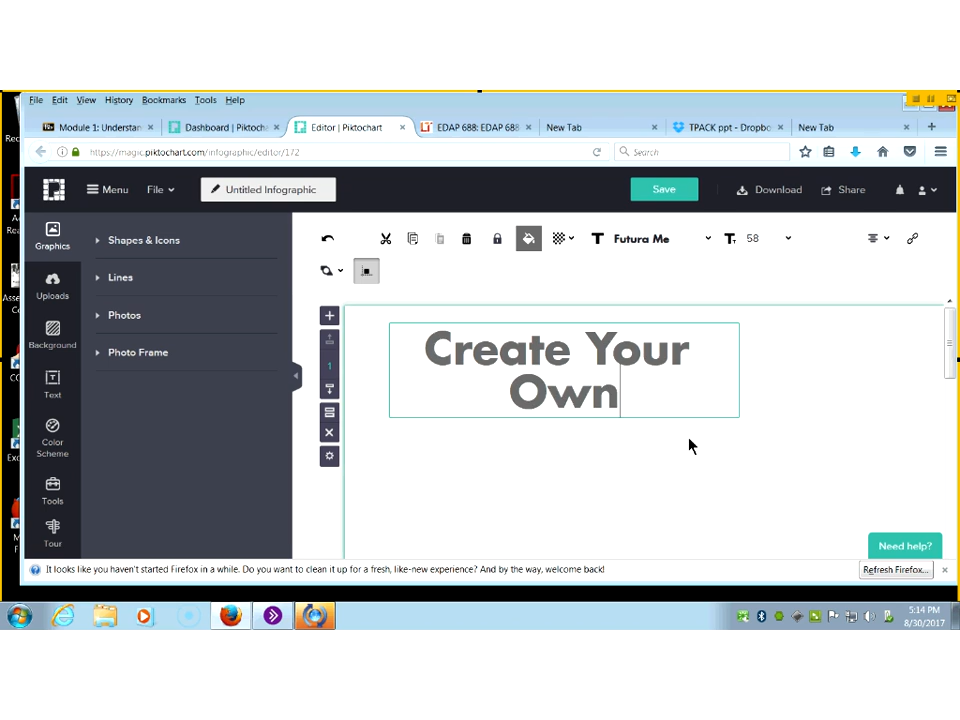 File Edit View History Bookmarks Tools Help
Module 1: Understan × Dashboard | Piktocha × Editor | Piktochart × EDAP 688: EDAP 688 × New Tab × TPACK ppt - Dropbo × New Tab × +
https://magic.piktochart.com/infographic/editor/172 Search
Menu File Untitled Infographic Save Download Share
Graphics
Uploads
Background
Text
Color
Scheme
Tools
Tour
Shapes & Icons
Lines
Photos
Photo Frame
Futura Me 58
1
Create Your
Own
Need help?
It looks like you haven't started Firefox in a while. Do you want to clean it up for a fresh, like-new experience? And by the way, welcome back! Refresh Firefox... ×
5:14 PM
8/30/2017